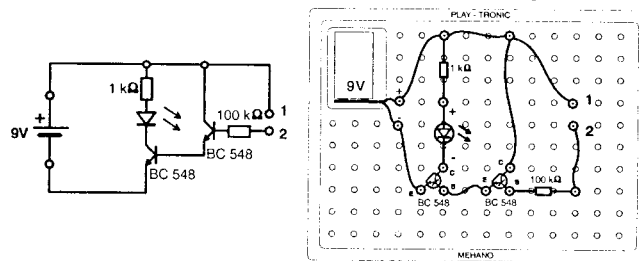 1 kΩ
100 kΩ
1
2
+
9V
BC 548
BC 548
PLAY - TRONIC
9V
+
-
1 kΩ
+
-
C
C
E
B
E
B
BC 548
BC 548
100 kΩ
1
2
MEHANO